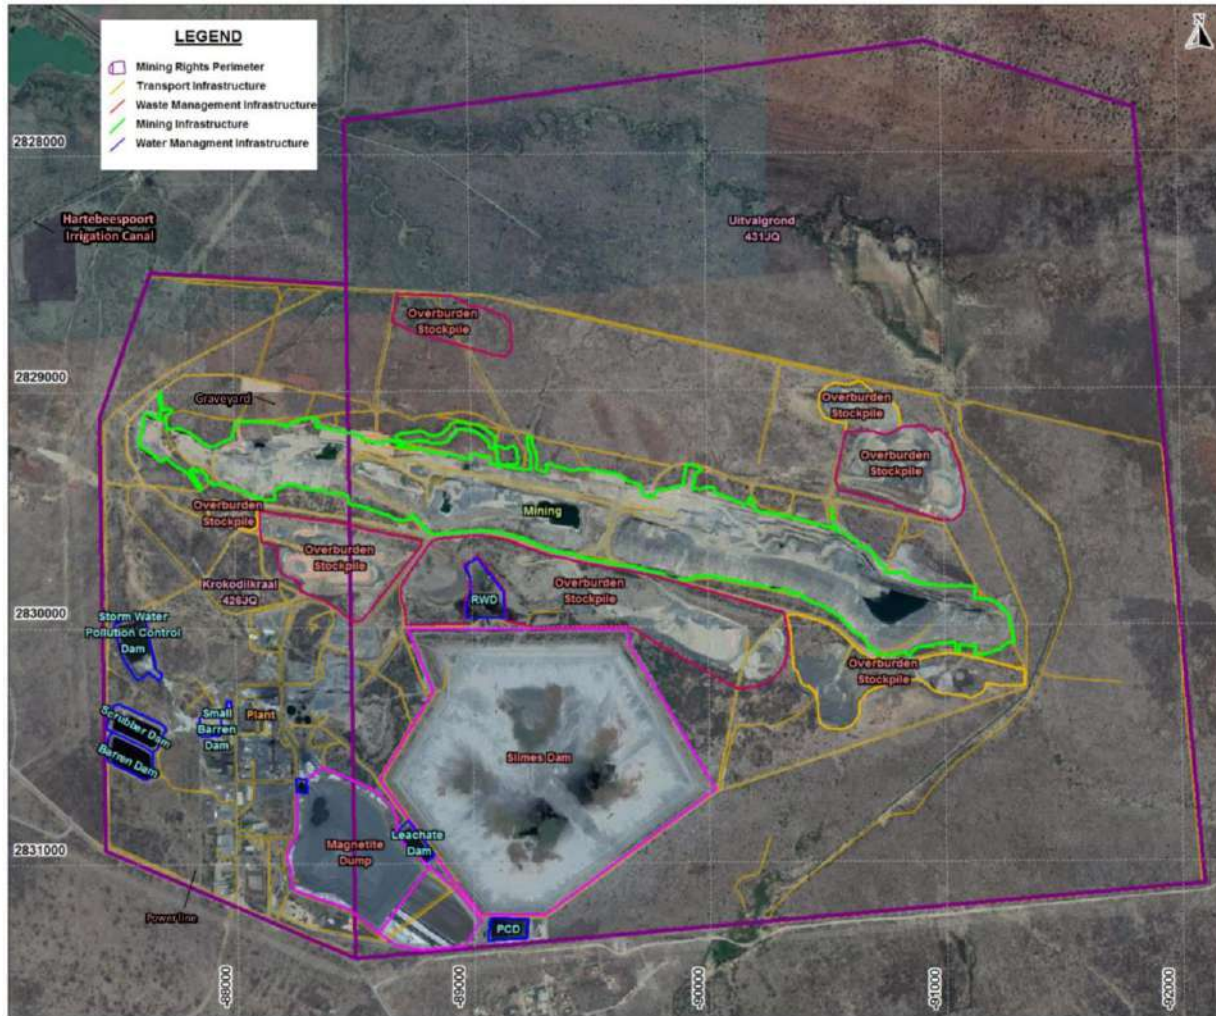 N
LEGEND
Mining Rights Perimeter
Transport Infrastructure
Waste Management Infrastructure
Mining Infrastructure
Water Managment Infrastructure
2828000
Hartebeespoort
Irrigation Canal
Uitvalgrond
431JQ
Overburden
Stockpile
2829000
Graveyard
Overburden
Stockpile
Overburden
Stockpile
Overburden
Stockpile
Mining
Overburden
Stockpile
Krokodilkraal
426JQ
RWD
Overburden
Stockpile
2830000
Storm Water
Pollution Control
Dam
Overburden
Stockpile
Scrubber Dam
Barren Dam
Small
Barren
Dam
Plant
Slimes Dam
Magnetite
Dump
Leachate
Dam
2831000
Power line
PCD
-88000
-89000
-90000
-91000
-92000